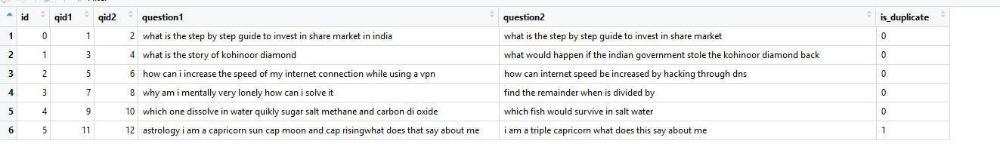 id qid1 qid2 question1 question2 is_duplicate
1 0 1 2 what is the step by step guide to invest in share market in india what is the step by step guide to invest in share market 0
2 1 3 4 what is the story of kohinoor diamond what would happen if the indian government stole the kohinoor diamond back 0
3 2 5 6 how can i increase the speed of my internet connection while using a vpn how can internet speed be increased by hacking through dns 0
4 3 7 8 why am i mentally very lonely how can i solve it find the remainder when is divided by 0
5 4 9 10 which one dissolve in water quikly sugar salt methane and carbon di oxide which fish would survive in salt water 0
6 5 11 12 astrology i am a capricorn sun cap moon and cap risingwhat does that say about me i am a triple capricorn what does this say about me 1